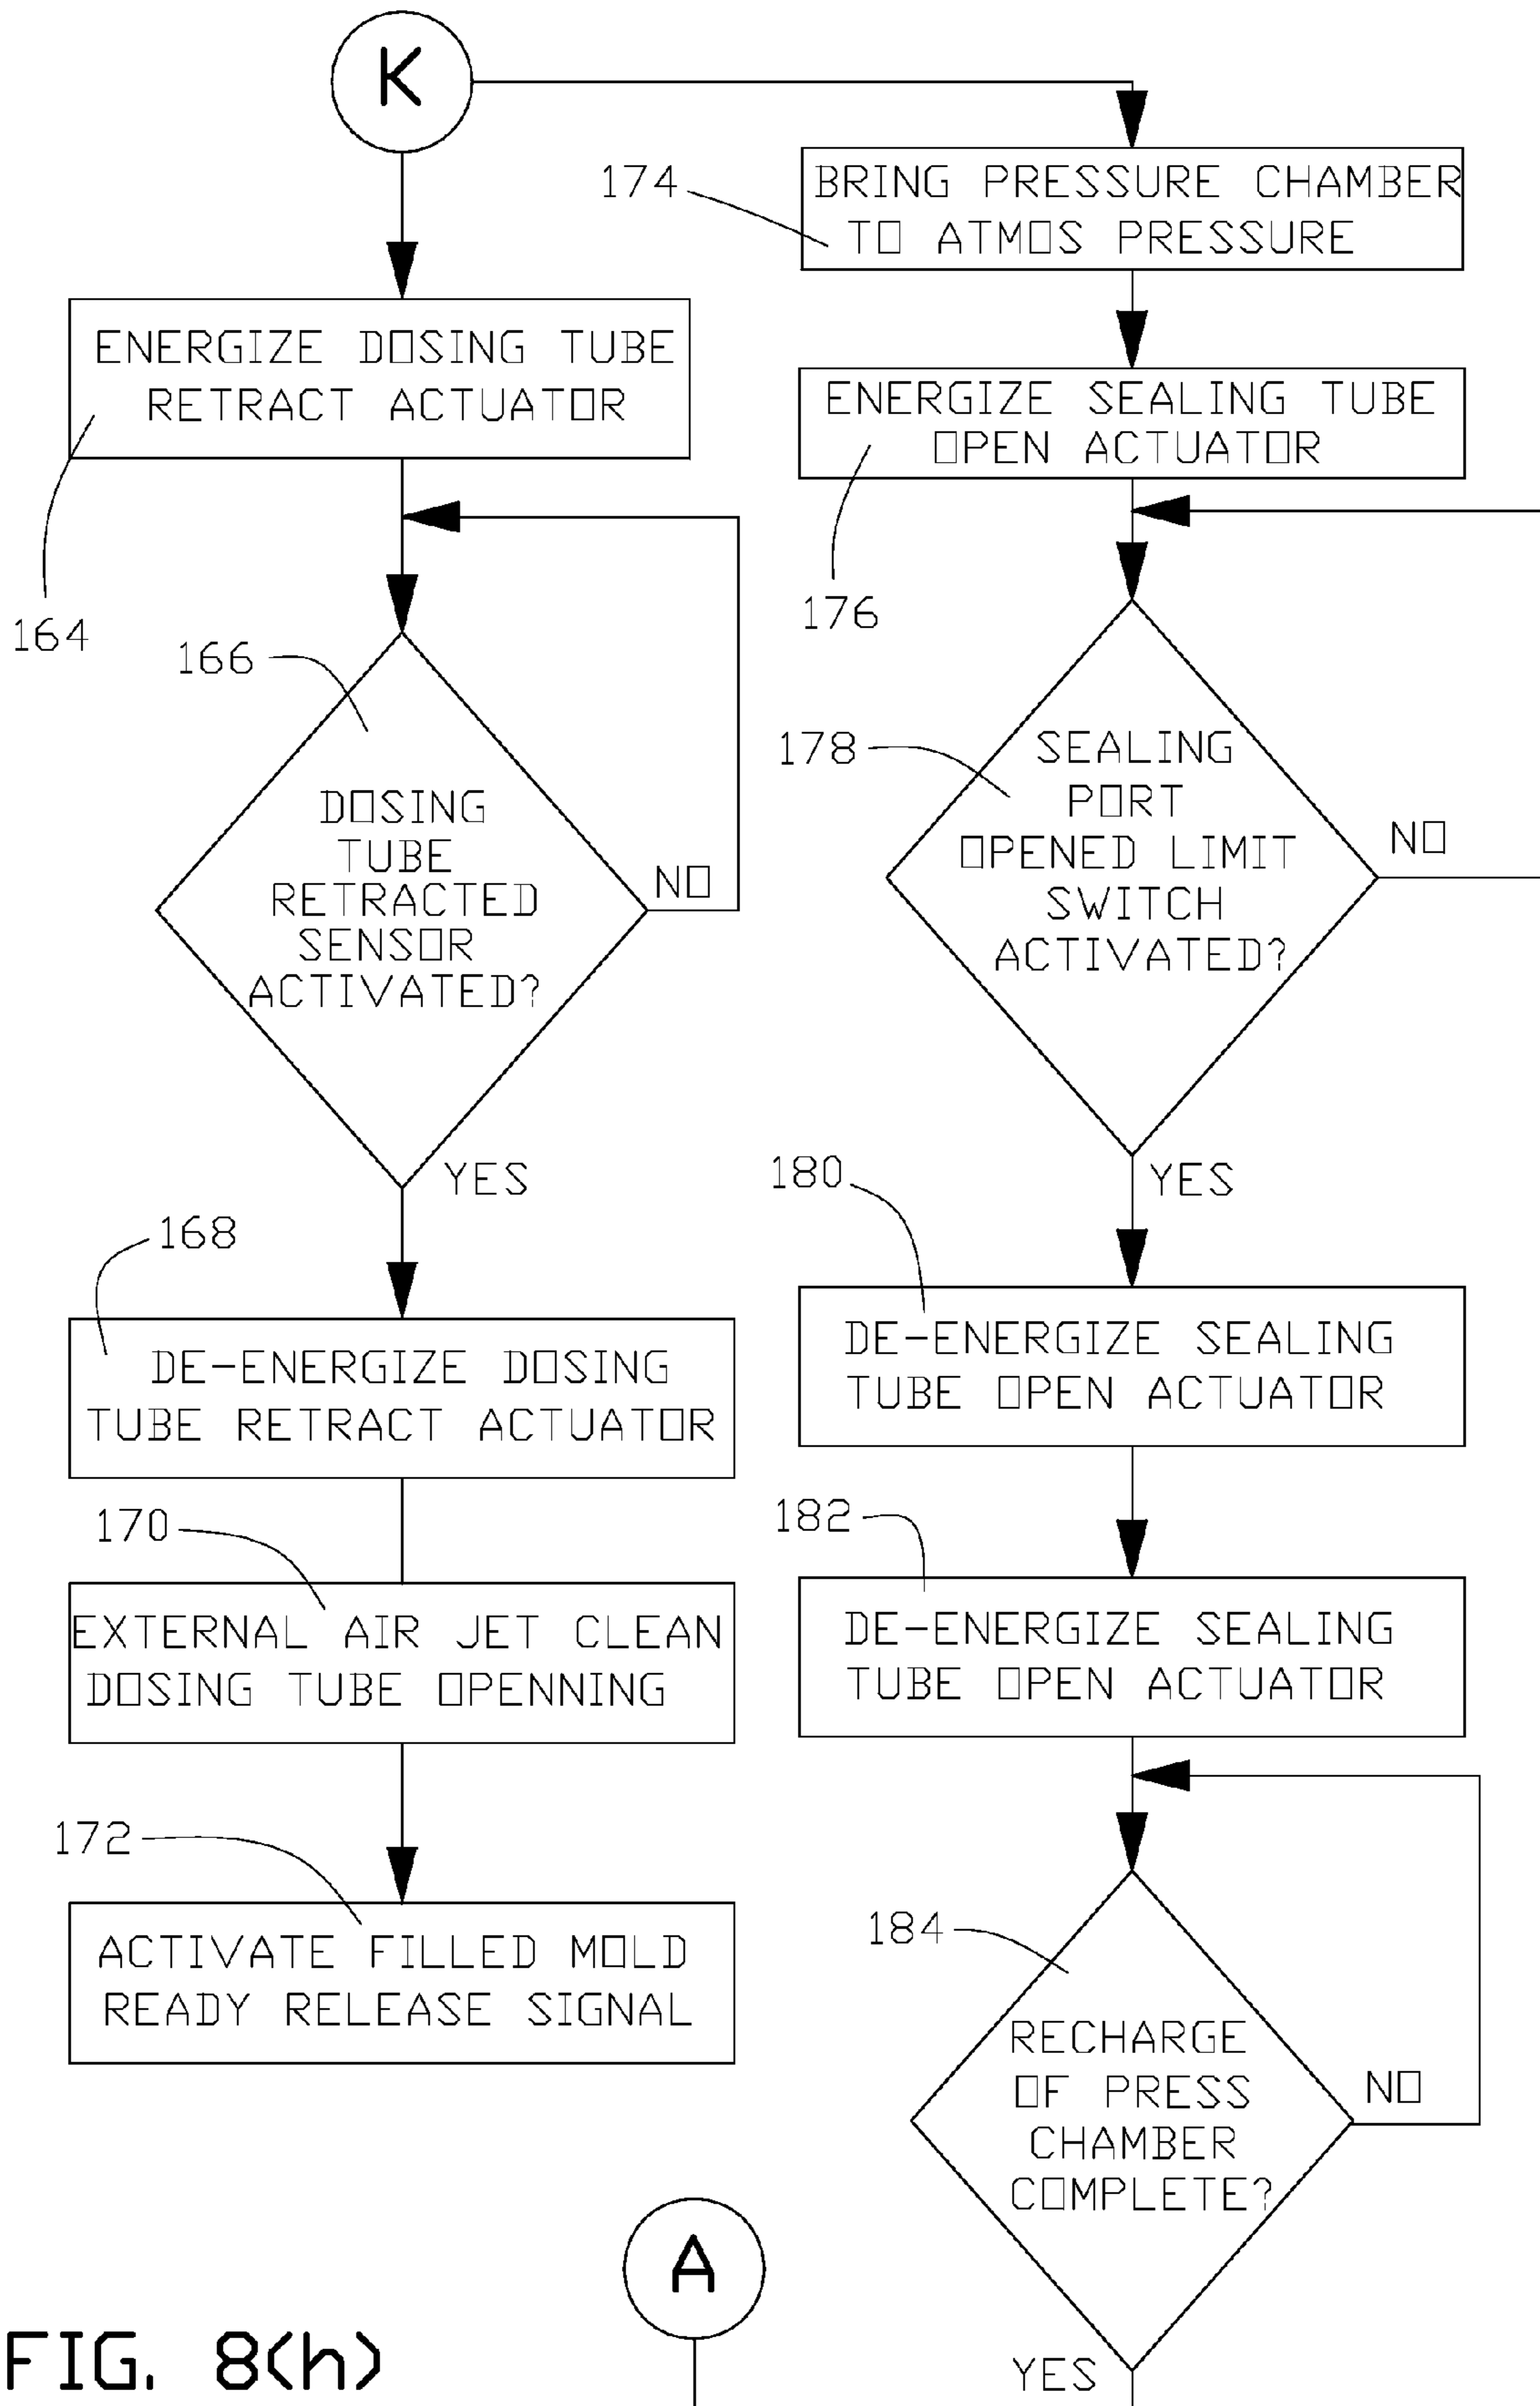 K
174
BRING PRESSURE CHAMBER
TO ATMOS PRESSURE
ENERGIZE DOSING TUBE
RETRACT ACTUATOR
164
ENERGIZE SEALING TUBE
OPEN ACTUATOR
176
166
DOSING
TUBE
RETRACTED
SENSOR
ACTIVATED?
NO
YES
178
SEALING
PORT
OPENED LIMIT
SWITCH
ACTIVATED?
NO
YES
168
DE-ENERGIZE DOSING
TUBE RETRACT ACTUATOR
180
DE-ENERGIZE SEALING
TUBE OPEN ACTUATOR
170
EXTERNAL AIR JET CLEAN
DOSING TUBE OPENNING
182
DE-ENERGIZE SEALING
TUBE OPEN ACTUATOR
172
ACTIVATE FILLED MOLD
READY RELEASE SIGNAL
184
RECHARGE
OF PRESS
CHAMBER
COMPLETE?
NO
YES
A
FIG. 8(h)